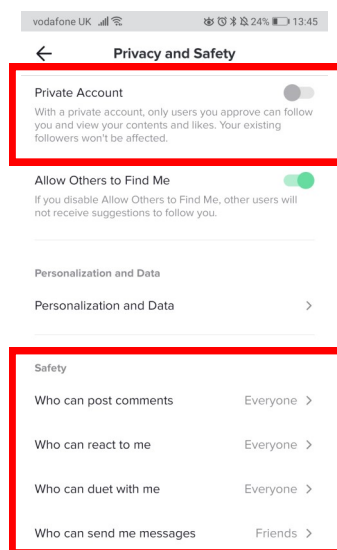 vodafone UK 24% 13:45
Privacy and Safety
Private Account
With a private account, only users you approve can follow
you and view your contents and likes. Your existing
followers won't be affected.
Allow Others to Find Me
If you disable Allow Others to Find Me, other users will
not receive suggestions to follow you.
Personalization and Data
Personalization and Data
Safety
Who can post comments Everyone
Who can react to me Everyone
Who can duet with me Everyone
Who can send me messages Friends